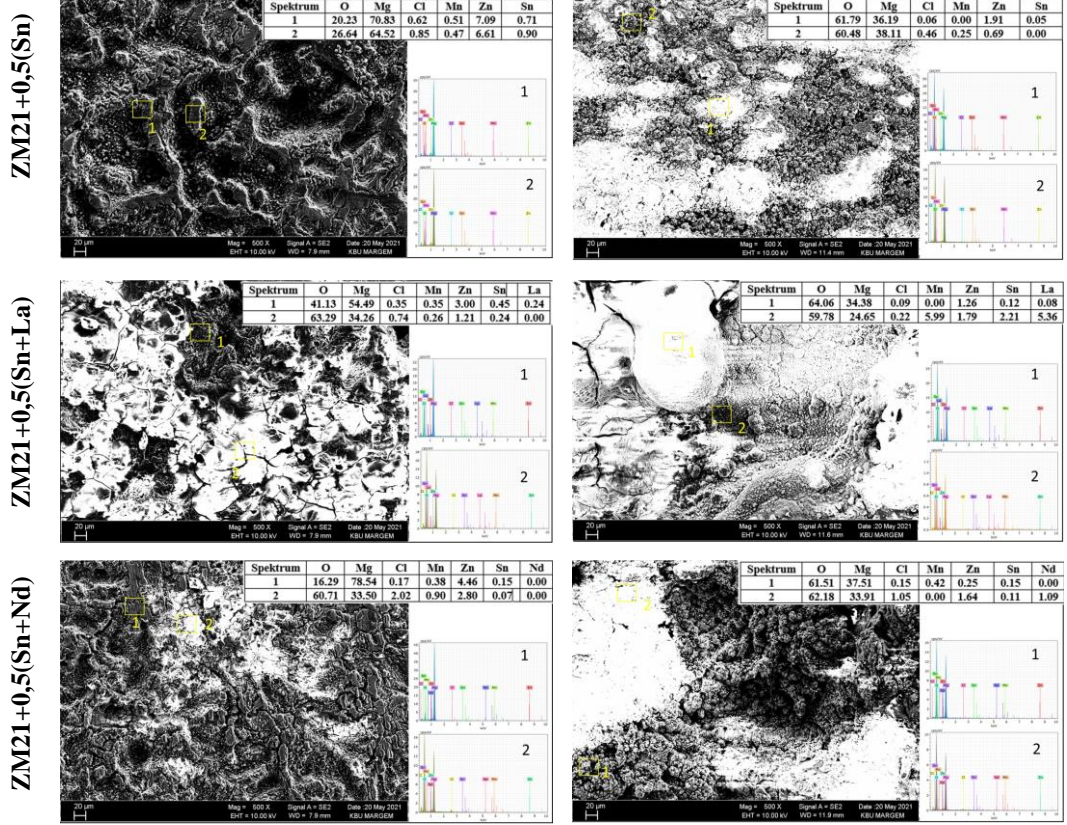 ZM21+0,5(Sn)
Spektrum O Mg Cl Mn Zn Sn
1 20.23 70.83 0.62 0.51 7.09 0.71
2 26.64 64.52 0.85 0.47 6.61 0.90
1
2
1
2
20 µm
Mag = 500 X Signal A = SE2 Date :20 May 2021
EHT = 10.00 kV WD = 7.9 mm KBU MARGEM
Spektrum O Mg Cl Mn Zn Sn
1 61.79 36.19 0.06 0.00 1.91 0.05
2 60.48 38.11 0.46 0.25 0.69 0.00
2
1
1
2
20 µm
Mag = 500 X Signal A = SE2 Date :20 May 2021
EHT = 10.00 kV WD = 11.4 mm KBU MARGEM
ZM21+0,5(Sn+La)
Spektrum O Mg Cl Mn Zn Sn La
1 41.13 54.49 0.35 0.35 3.00 0.45 0.24
2 63.29 34.26 0.74 0.26 1.21 0.24 0.00
1
2
1
2
20 µm
Mag = 500 X Signal A = SE2 Date :20 May 2021
EHT = 10.00 kV WD = 7.9 mm KBU MARGEM
Spektrum O Mg Cl Mn Zn Sn La
1 64.06 34.38 0.09 0.00 1.26 0.12 0.08
2 59.78 24.65 0.22 5.99 1.79 2.21 5.36
1
2
1
2
20 µm
Mag = 500 X Signal A = SE2 Date :20 May 2021
EHT = 10.00 kV WD = 11.6 mm KBU MARGEM
ZM21+0,5(Sn+Nd)
Spektrum O Mg Cl Mn Zn Sn Nd
1 16.29 78.54 0.17 0.38 4.46 0.15 0.00
2 60.71 33.50 2.02 0.90 2.80 0.07 0.00
1
2
1
2
20 µm
Mag = 500 X Signal A = SE2 Date :20 May 2021
EHT = 10.00 kV WD = 7.8 mm KBU MARGEM
Spektrum O Mg Cl Mn Zn Sn Nd
1 61.51 37.51 0.15 0.42 0.25 0.15 0.00
2 62.18 33.91 1.05 0.00 1.64 0.11 1.09
2
1
1
2
20 µm
Mag = 500 X Signal A = SE2 Date :20 May 2021
EHT = 10.00 kV WD = 11.9 mm KBU MARGEM